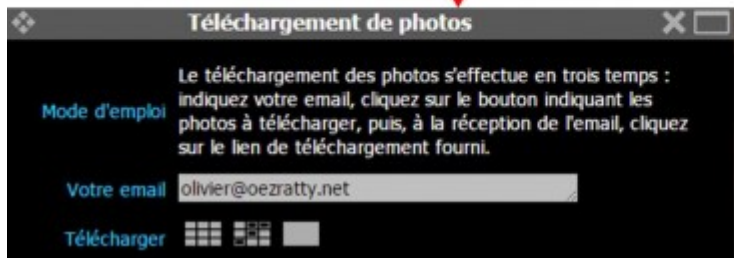 Téléchargement de photos
Le téléchargement des photos s'effectue en trois temps :
Mode d'emploi indiquez votre email, cliquez sur le bouton indiquant les
photos à télécharger, puis, à la réception de l'email, cliquez
sur le lien de téléchargement fourni.
Votre email olivier@oezratty.net
Télécharger